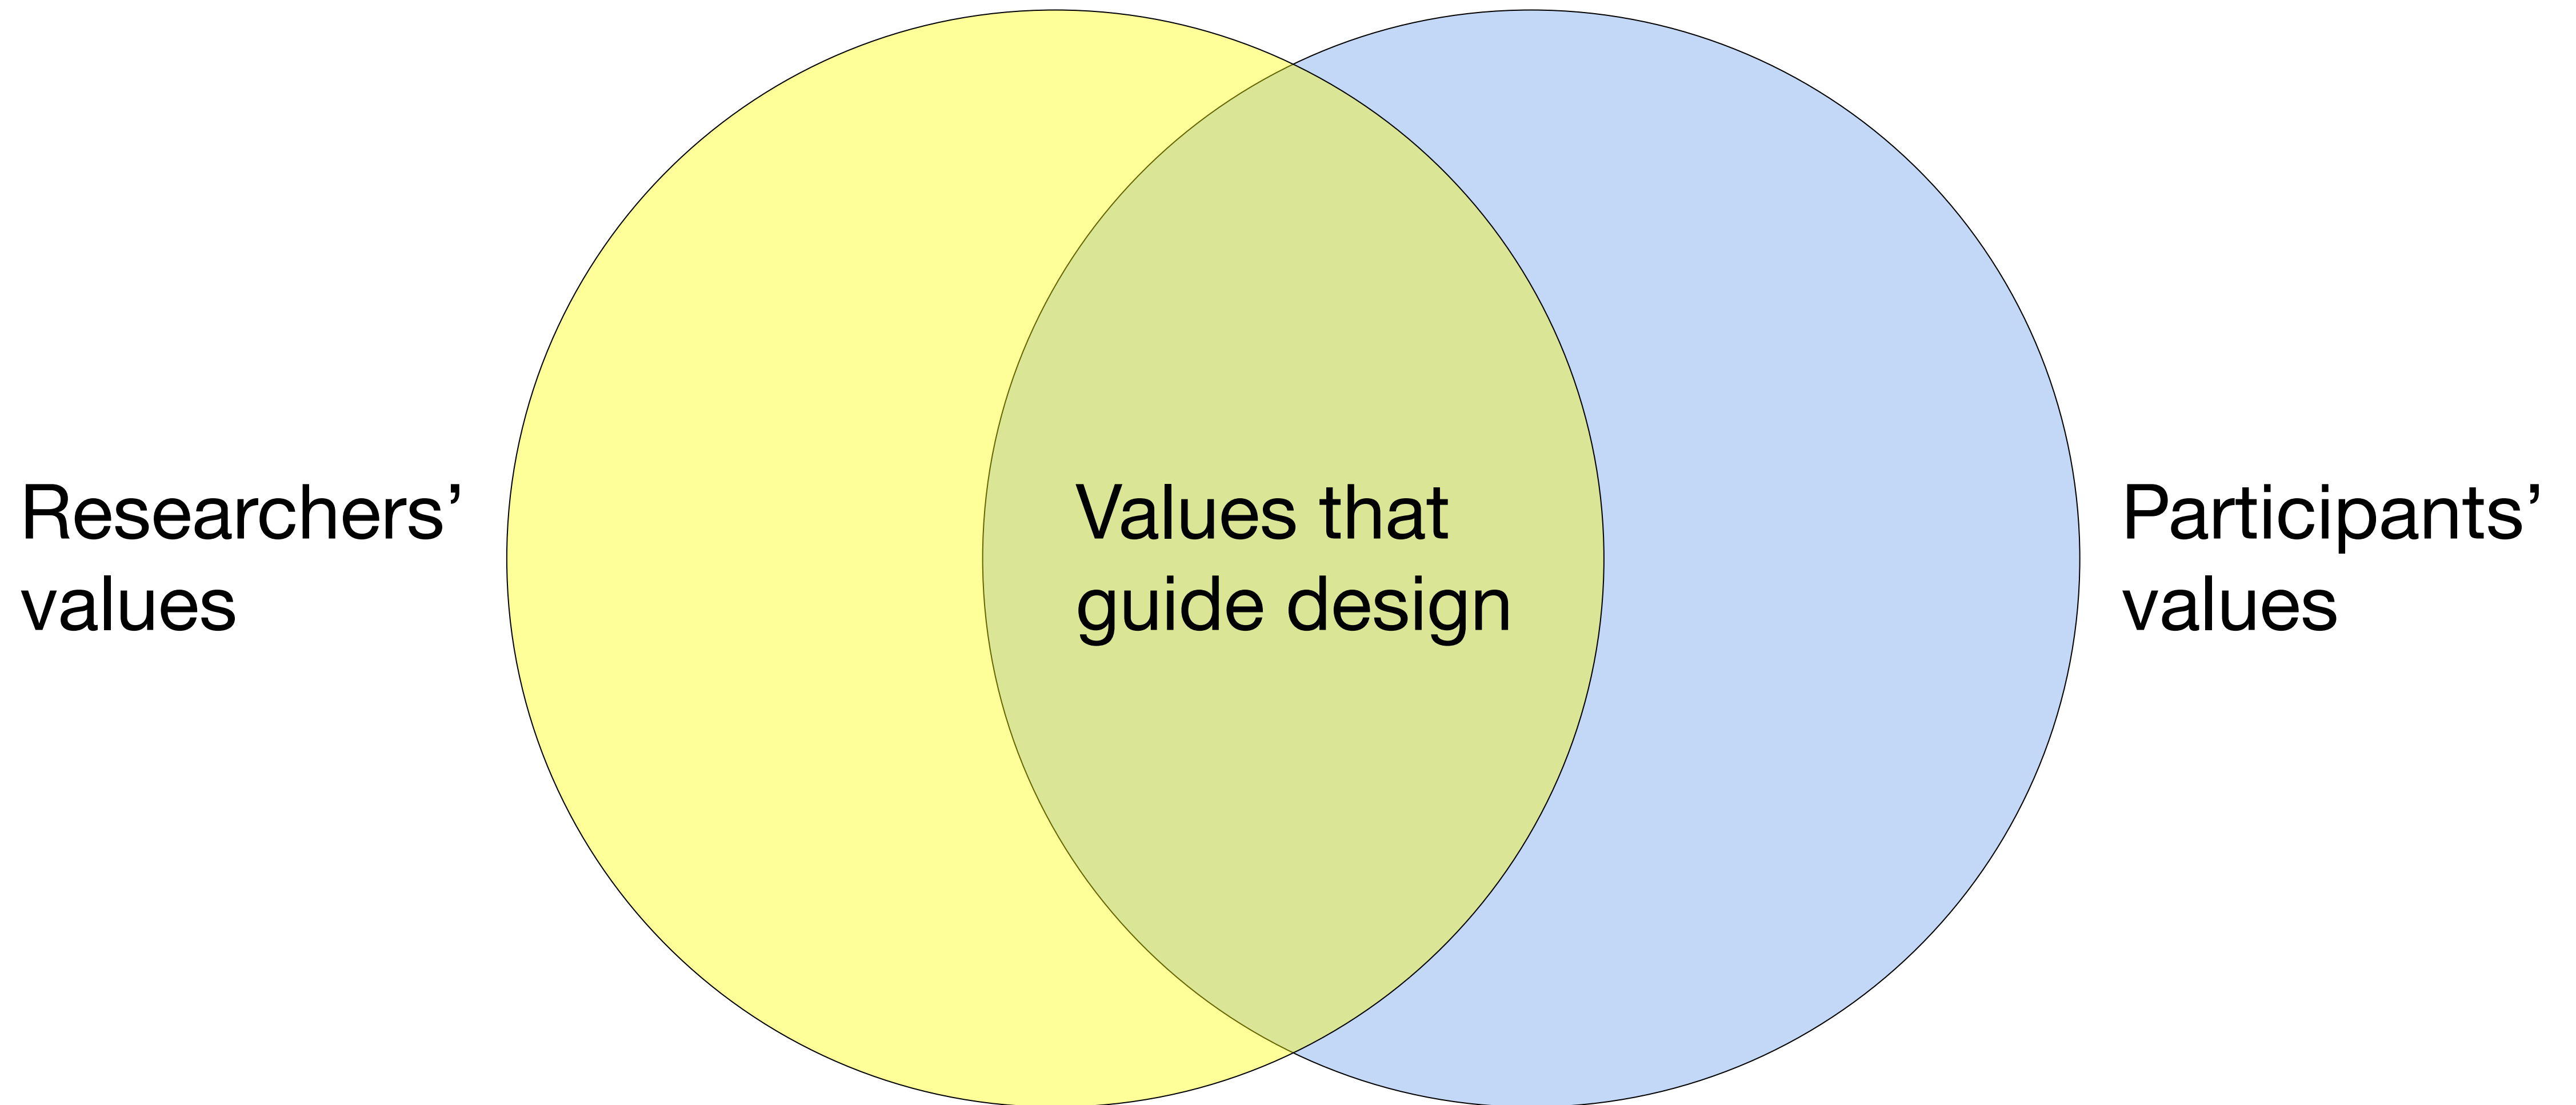 Researchers’
values
Values that
guide design
Participants’
values